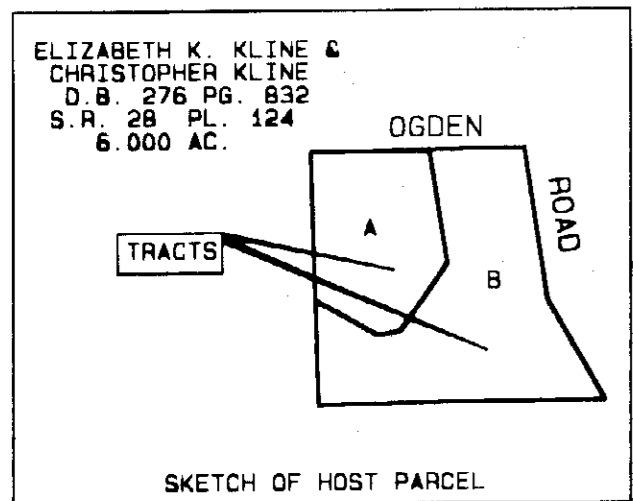 ELIZABETH K. KLINE &
CHRISTOPHER KLINE
D.B. 276 PG. 832
S.R. 28 PL. 124
6.000 AC.
OGDEN
ROAD
A
TRACTS
B
SKETCH OF HOST PARCEL